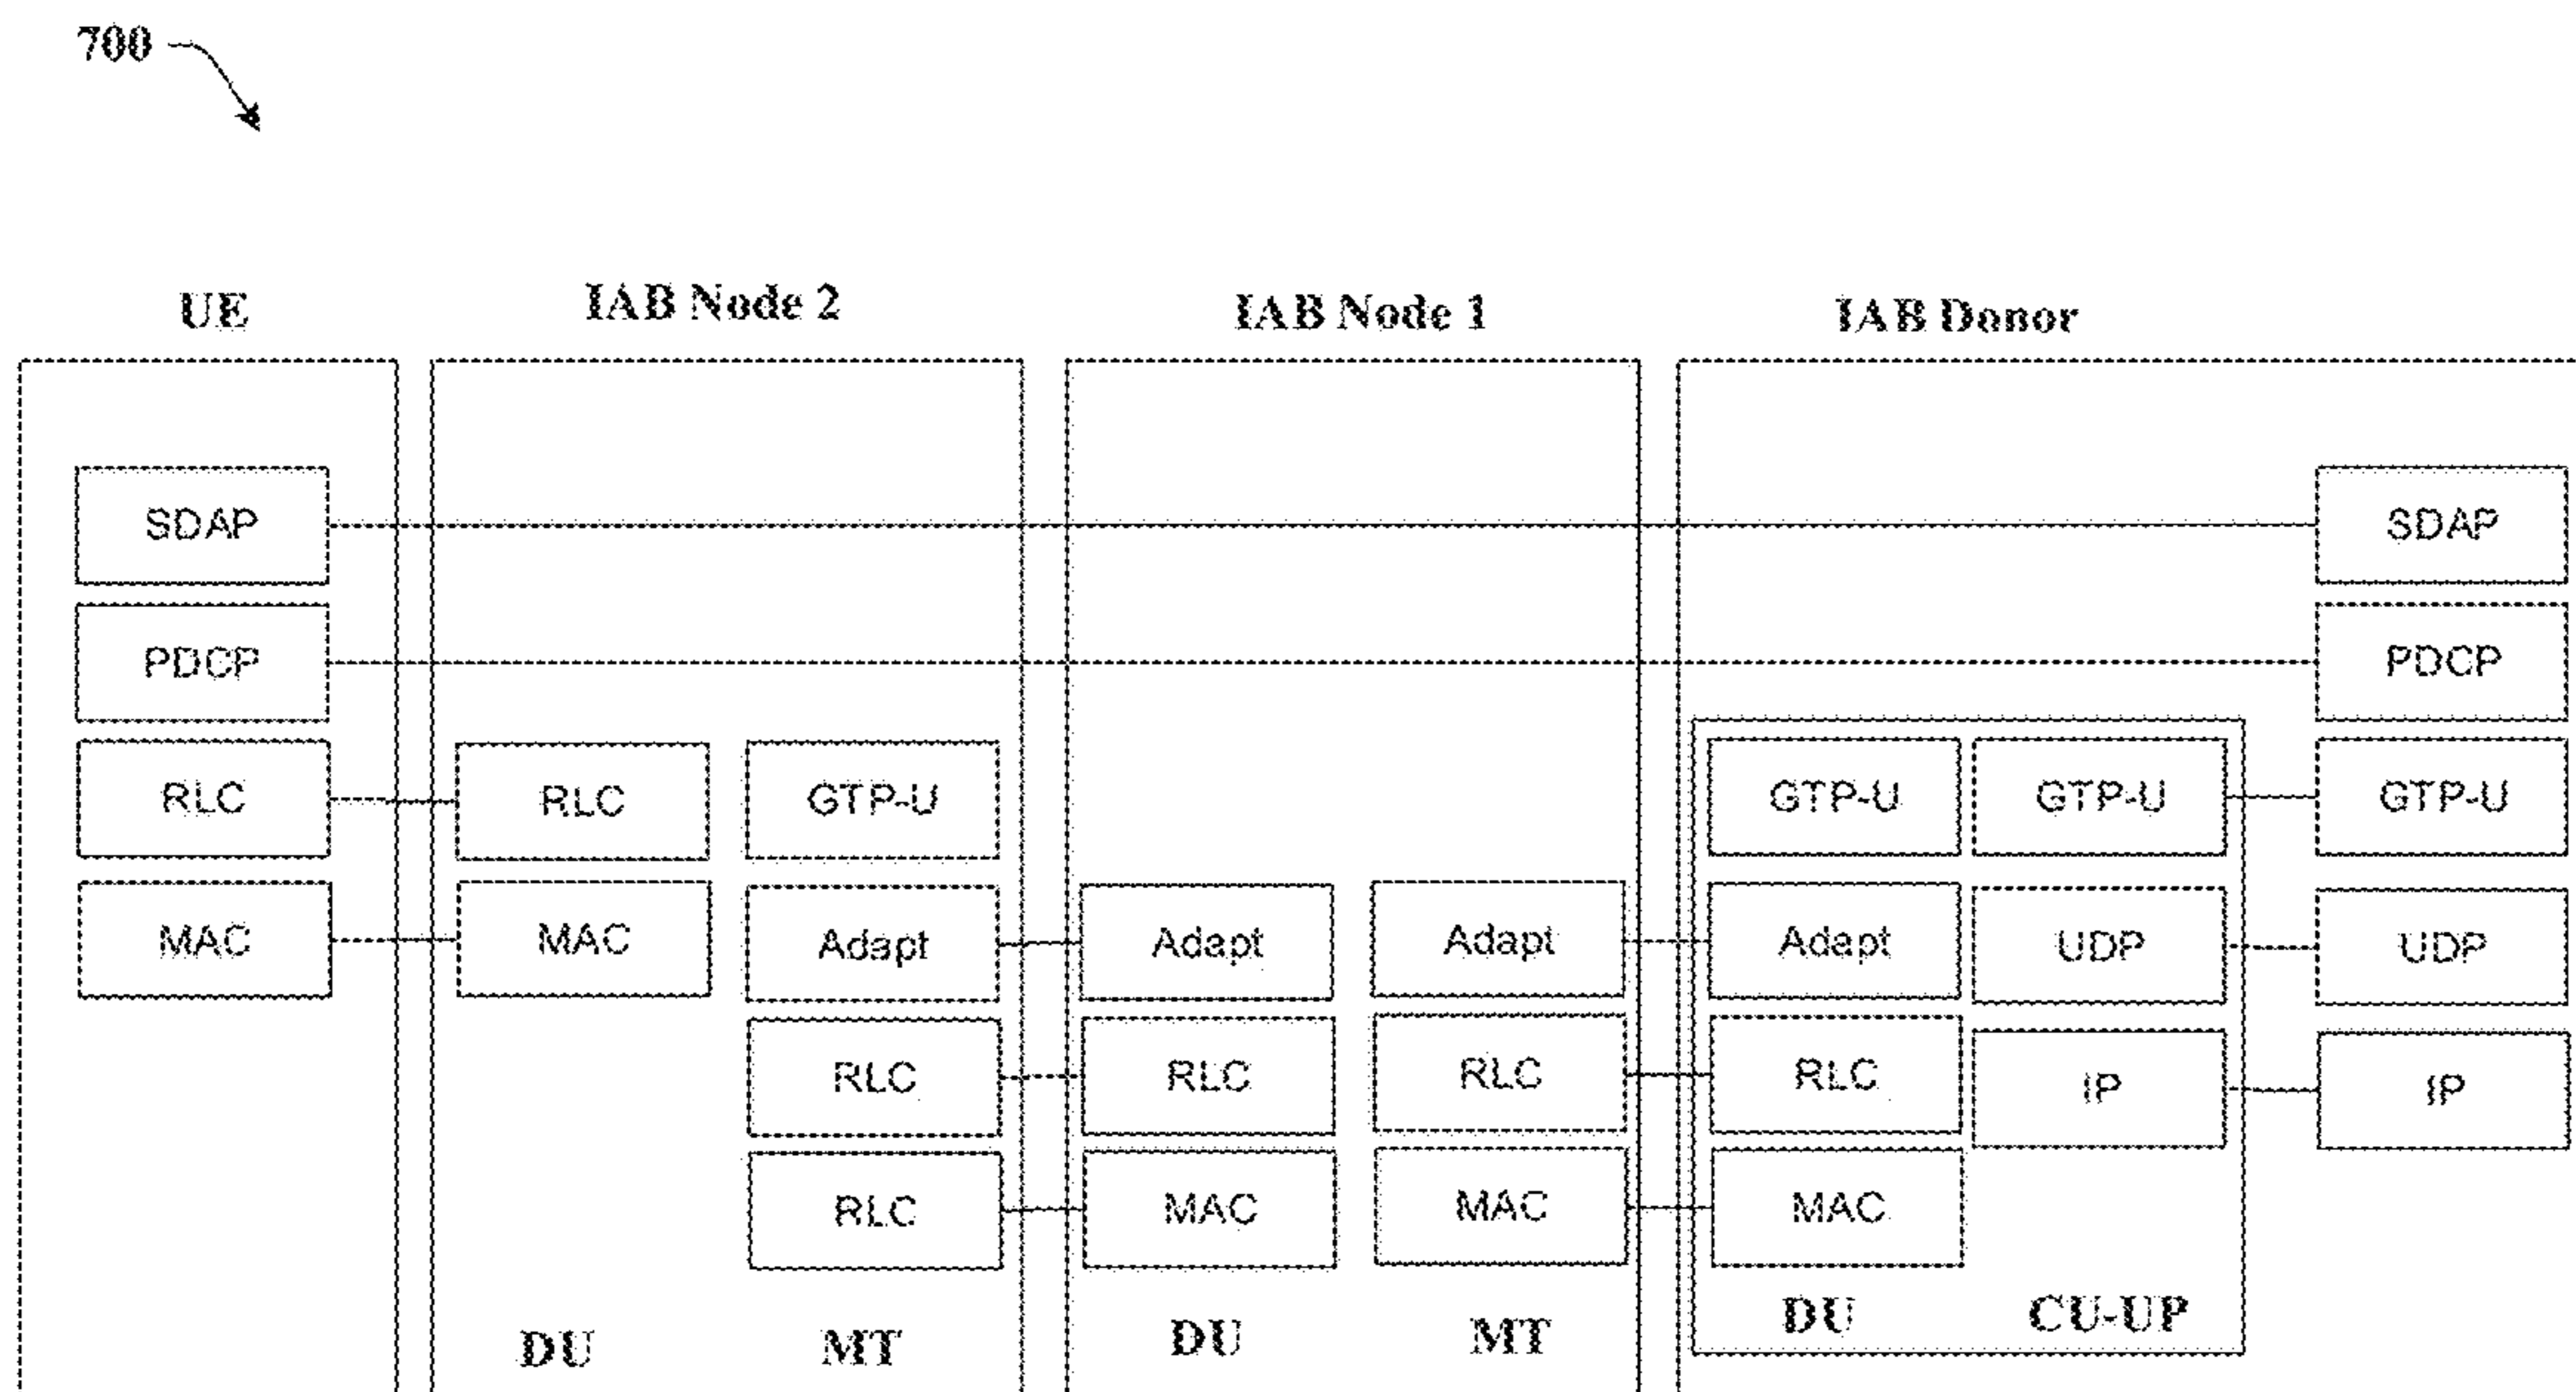 700
UE IAB Node 2 IAB Node 1 IAB Donor
SDAP SDAP
PDCP PDCP
RLC RLC GTP-U GTP-U GTP-U GTP-U
MAC MAC Adapt Adapt Adapt Adapt UDP UDP
RLC RLC RLC RLC IP IP
RLC MAC MAC MAC
DU MT DU MT DU CU-UP